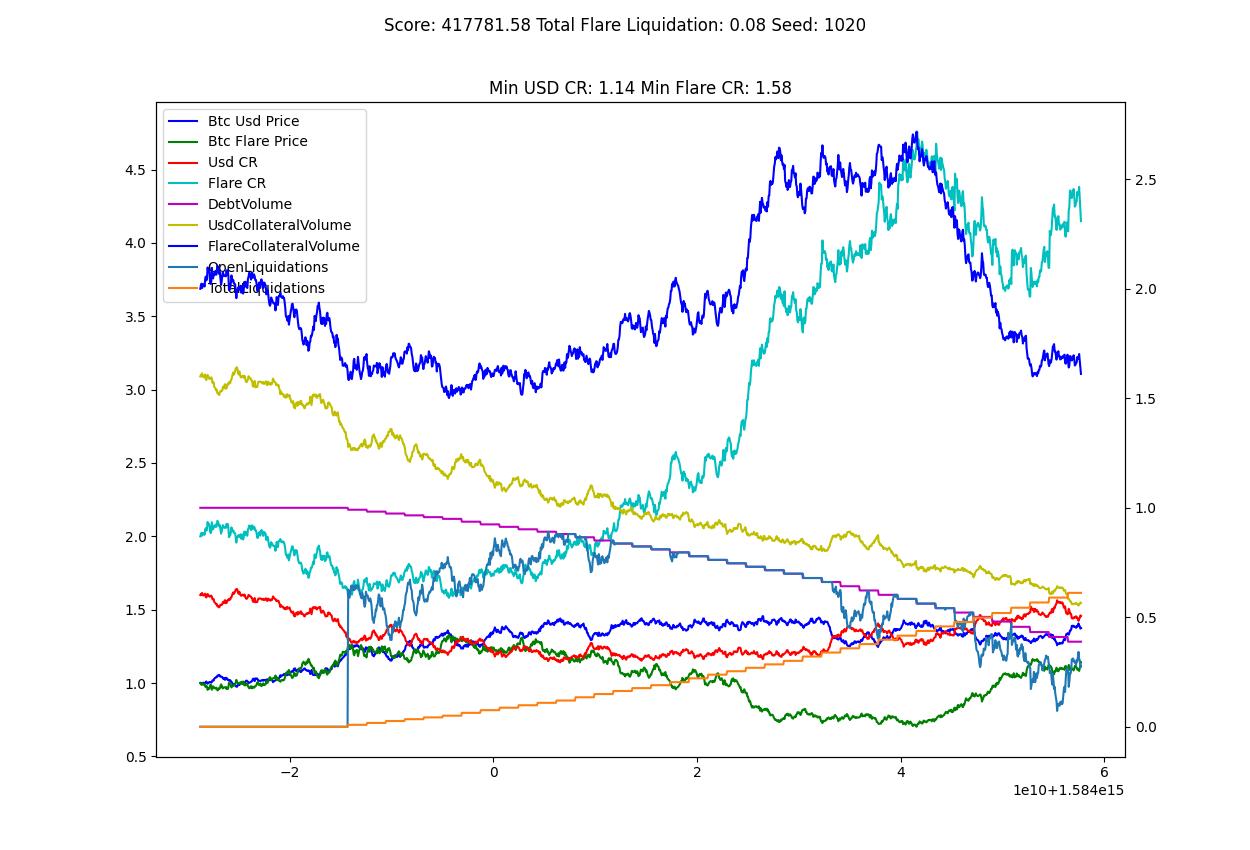 Score: 417781.58 Total Flare Liquidation: 0.08 Seed: 1020
Min USD CR: 1.14 Min Flare CR: 1.58
Btc Usd Price
Btc Flare Price
Usd CR
Flare CR
DebtVolume
UsdCollateralVolume
FlareCollateralVolume
OpenLiquidations
TotalLiquidations
4.5
4.0
3.5
3.0
2.5
2.0
1.5
1.0
0.5
2.5
2.0
1.5
1.0
0.5
0.0
−2
0
2
4
6
1e10+1.584e15